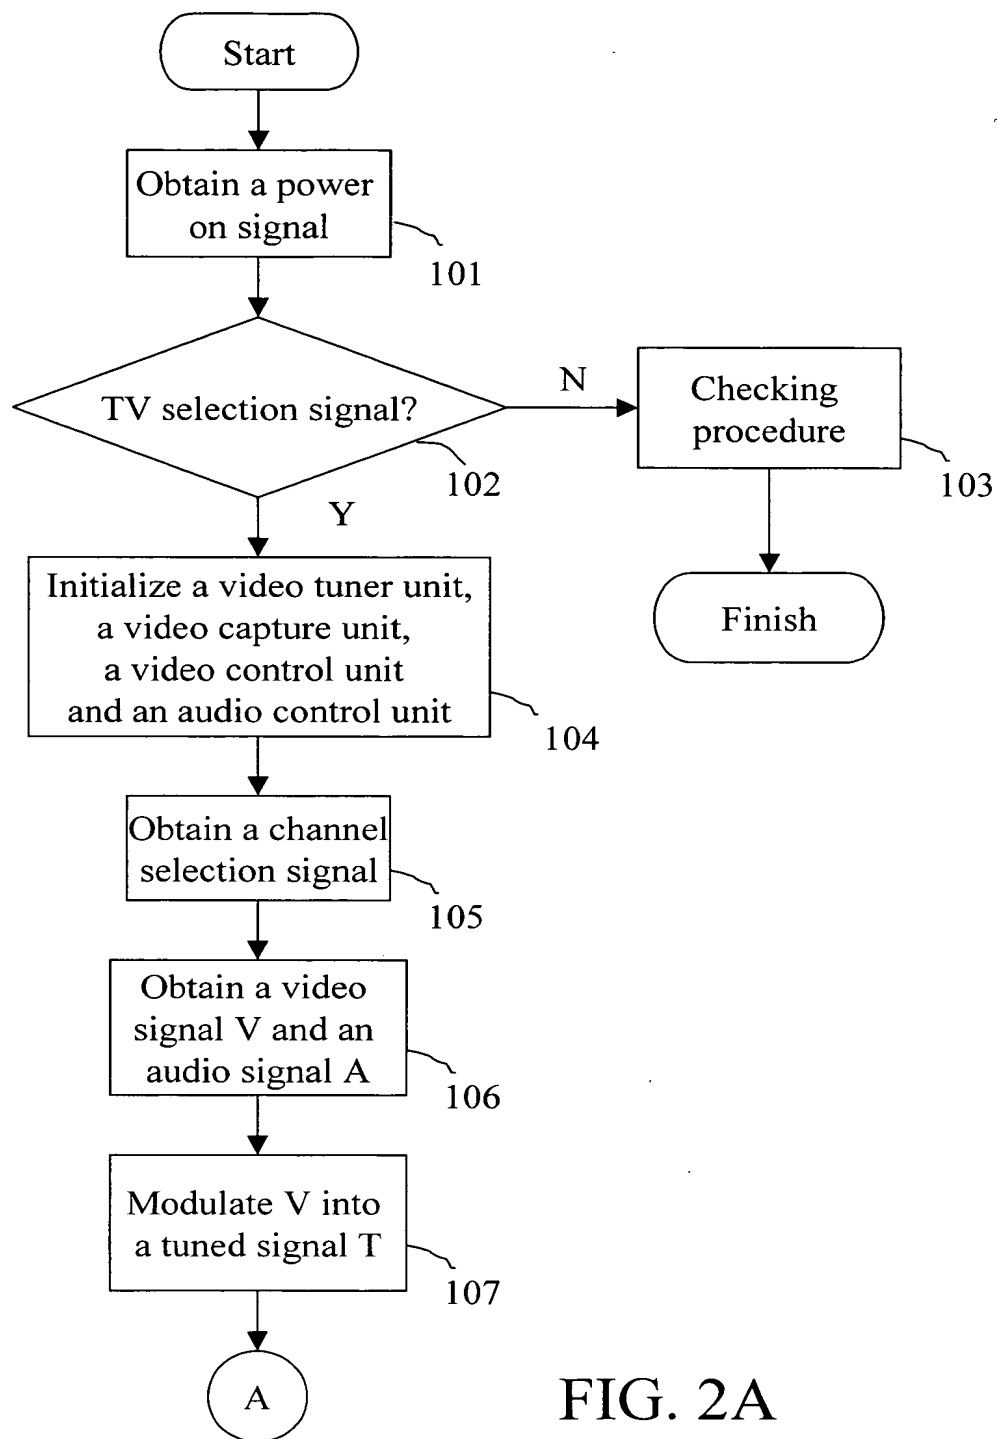 Start
Obtain a power
on signal
101
TV selection signal?
102
N
Checking
procedure
103
Finish
Y
Initialize a video tuner unit,
a video capture unit,
a video control unit
and an audio control unit
104
Obtain a channel
selection signal
105
Obtain a video
signal V and an
audio signal A
106
Modulate V into
a tuned signal T
107
A
FIG. 2A